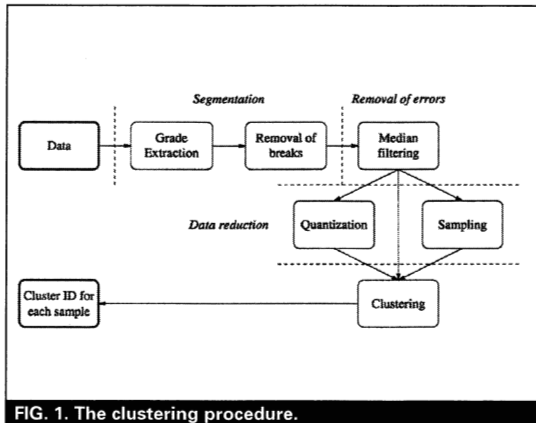 Segmentation
Removal of errors
Data
Grade
Extraction
Removal of
breaks
Median
filtering
Data reduction
Quantization
Sampling
Cluster ID for
each sample
Clustering
FIG. 1. The clustering procedure.